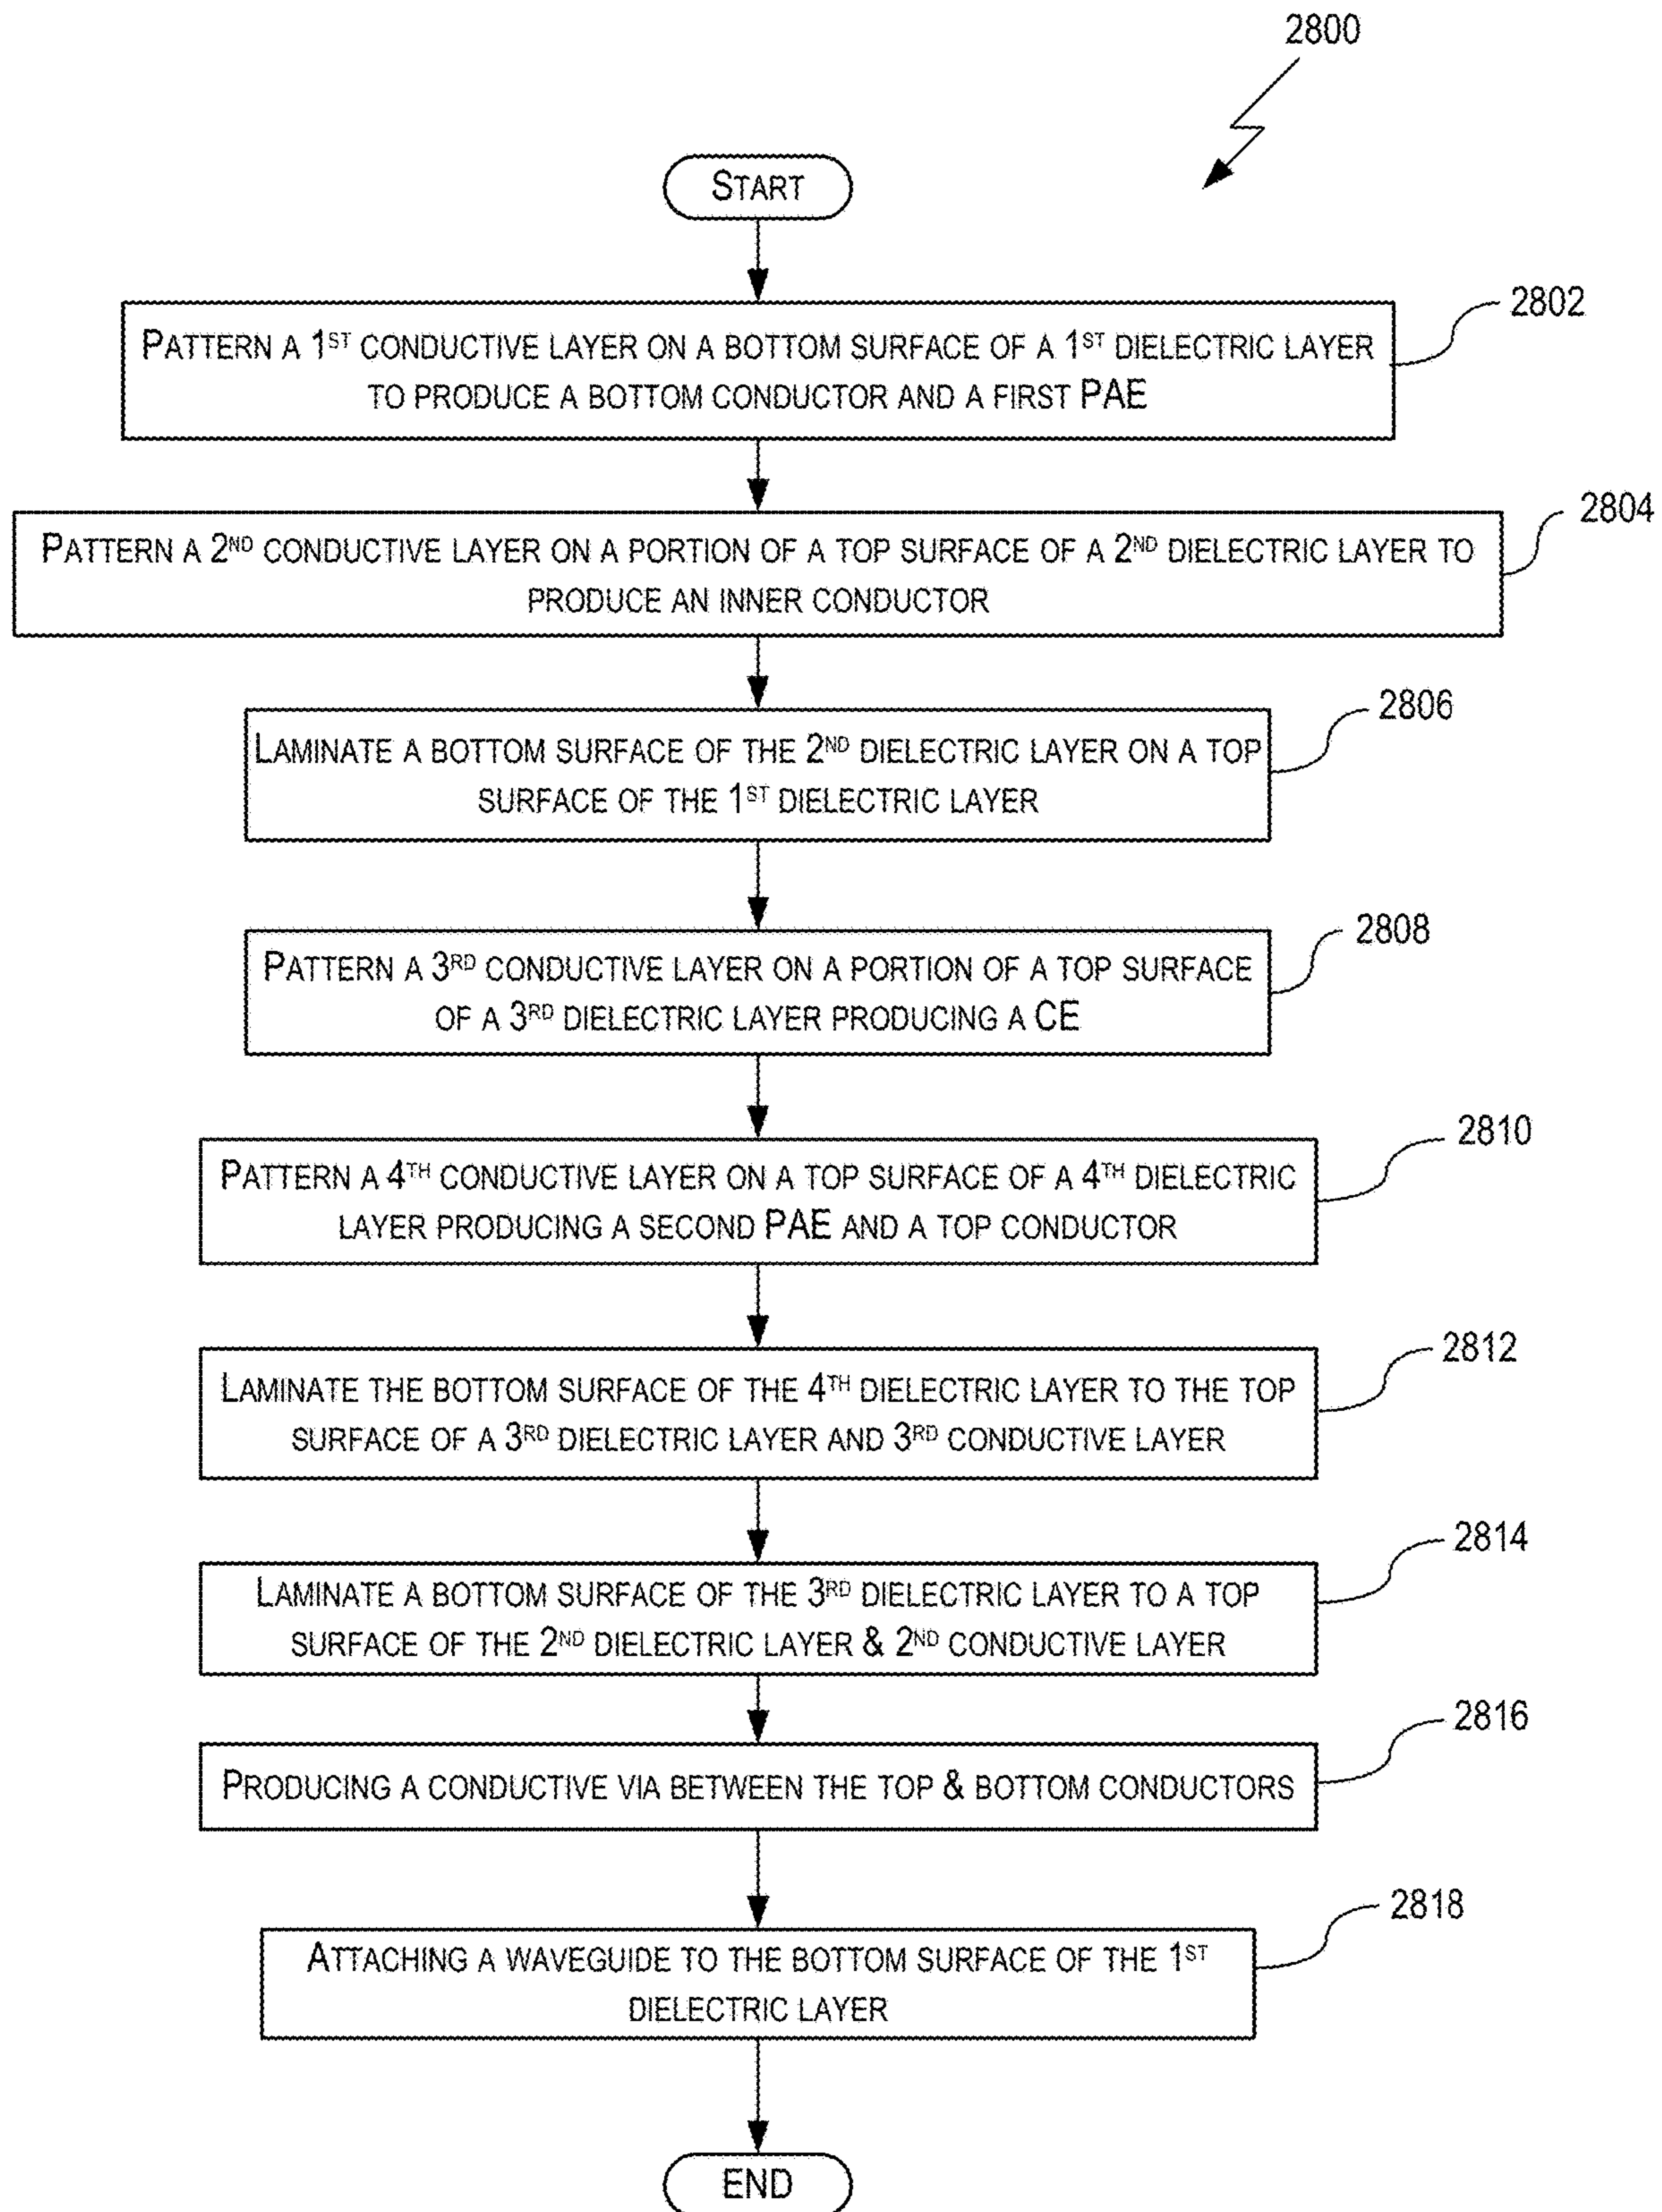 2800
START
2802
PATTERN A 1ST CONDUCTIVE LAYER ON A BOTTOM SURFACE OF A 1ST DIELECTRIC LAYER
TO PRODUCE A BOTTOM CONDUCTOR AND A FIRST PAE
2804
PATTERN A 2ND CONDUCTIVE LAYER ON A PORTION OF A TOP SURFACE OF A 2ND DIELECTRIC LAYER TO
PRODUCE AN INNER CONDUCTOR
2806
LAMINATE A BOTTOM SURFACE OF THE 2ND DIELECTRIC LAYER ON A TOP
SURFACE OF THE 1ST DIELECTRIC LAYER
2808
PATTERN A 3RD CONDUCTIVE LAYER ON A PORTION OF A TOP SURFACE
OF A 3RD DIELECTRIC LAYER PRODUCING A CE
2810
PATTERN A 4TH CONDUCTIVE LAYER ON A TOP SURFACE OF A 4TH DIELECTRIC
LAYER PRODUCING A SECOND PAE AND A TOP CONDUCTOR
2812
LAMINATE THE BOTTOM SURFACE OF THE 4TH DIELECTRIC LAYER TO THE TOP
SURFACE OF A 3RD DIELECTRIC LAYER AND 3RD CONDUCTIVE LAYER
2814
LAMINATE A BOTTOM SURFACE OF THE 3RD DIELECTRIC LAYER TO A TOP
SURFACE OF THE 2ND DIELECTRIC LAYER & 2ND CONDUCTIVE LAYER
2816
PRODUCING A CONDUCTIVE VIA BETWEEN THE TOP & BOTTOM CONDUCTORS
2818
ATTACHING A WAVEGUIDE TO THE BOTTOM SURFACE OF THE 1ST
DIELECTRIC LAYER
END